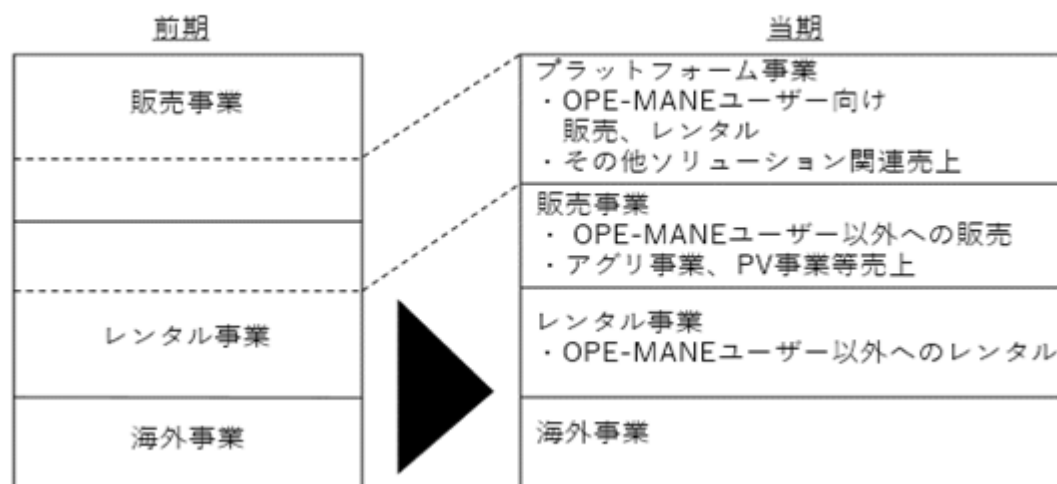 前期
販売事業
レンタル事業
海外事業
当期
プラットフォーム事業
・OPE-MANEユーザー向け
販売、レンタル
・その他ソリューション関連売上
販売事業
・ OPE-MANEユーザー以外への販売
・アグリ事業、PV事業等売上
レンタル事業
・OPE-MANEユーザー以外へのレンタル
海外事業